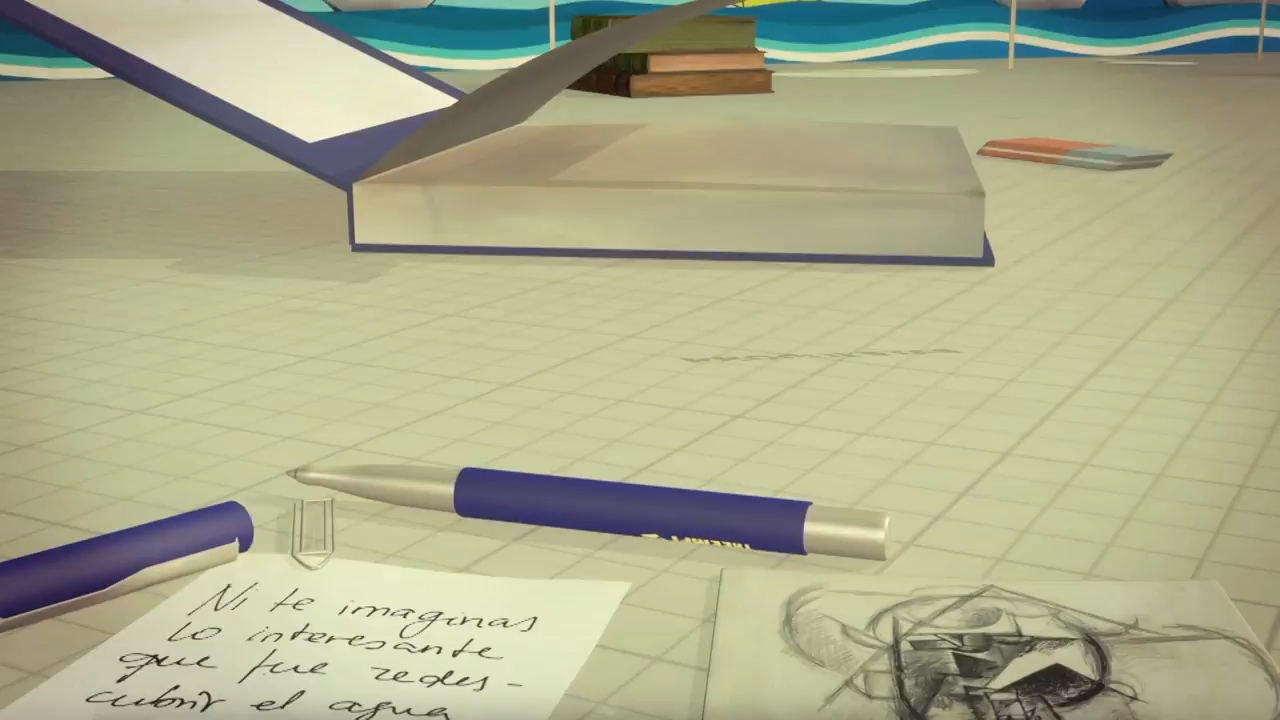 Ni te imaginas
lo interesante
que fue redes-
cubrir el agua